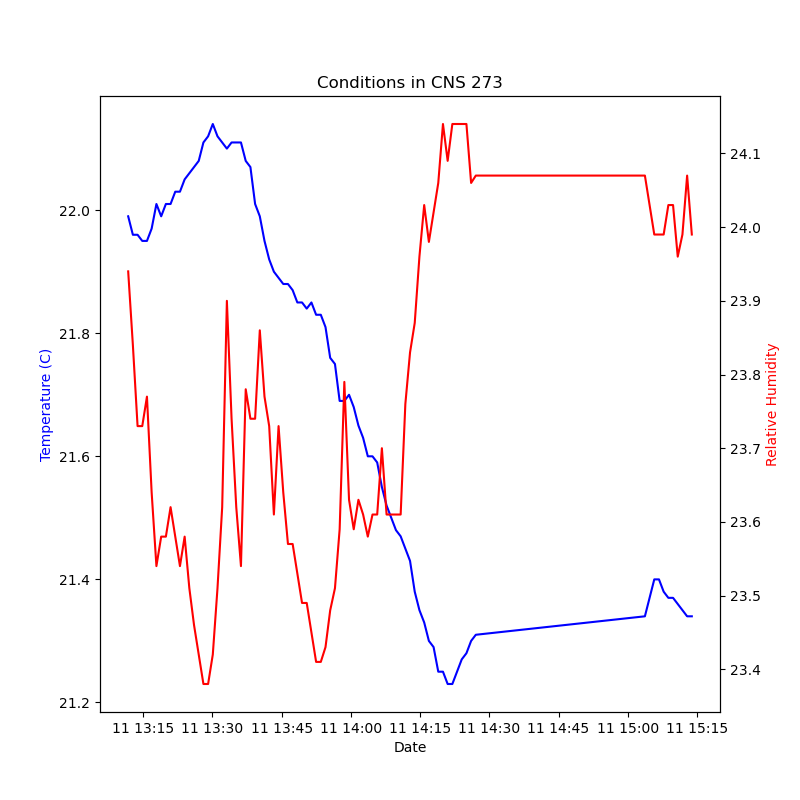 Conditions in CNS 273
Temperature (C)
22.0
21.8
21.6
21.4
21.2
24.1
24.0
23.9
23.8
23.7
23.6
23.5
23.4
Relative Humidity
11 13:15 11 13:30 11 13:45 11 14:00 11 14:15 11 14:30 11 14:45 11 15:00 11 15:15
Date